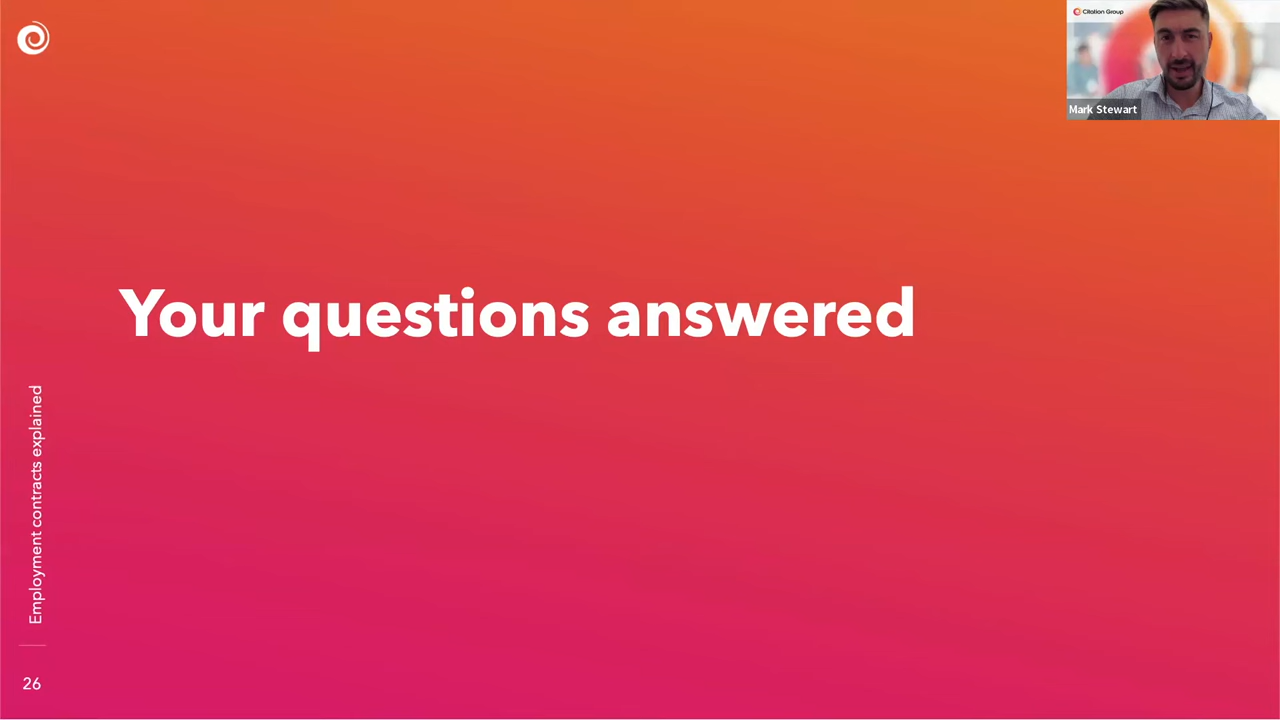 Citation Group
Mark Stewart
Your questions answered
Employment contracts explained
26